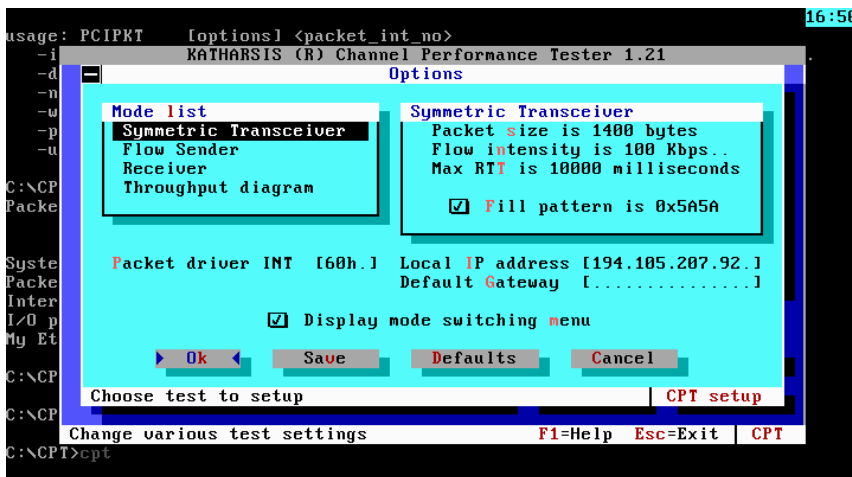 16:50
usage: PCIPKT [options] <packet_int_no>
-i KATHARSIS (R) Channel Performance Tester 1.21 .
-d Options
-n
-w Mode list Symmetric Transceiver
-p Symmetric Transceiver Packet size is 1400 bytes
-u Flow Sender Flow intensity is 100 Kbps..
Receiver Max RTT is 10000 milliseconds
C:\CP Throughput diagram
Packe Fill pattern is 0x5A5A
Syste Packet driver INT [60h.] Local IP address [194.105.207.92.]
Packe Default Gateway [...............]
Inter
I/O p Display mode switching menu
My Et
Ok Save Defaults Cancel
C:\CP
Choose test to setup CPT setup
C:\CP
Change various test settings F1=Help Esc=Exit CPT
C:\CPT>cpt